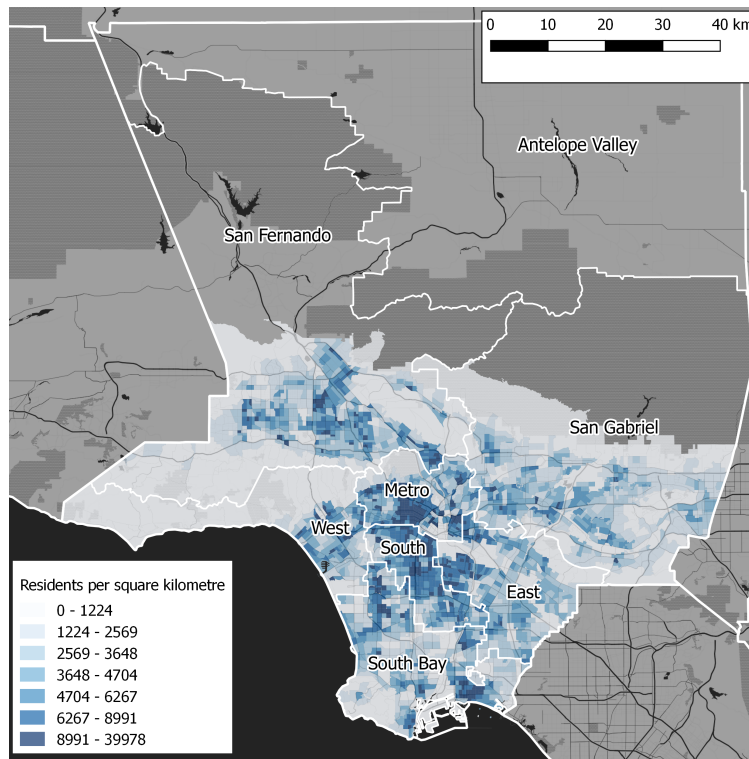 0 10 20 30 40 km
Antelope Valley
San Fernando
San Gabriel
Metro
West
South
East
South Bay
Residents per square kilometre
0 - 1224
1224 - 2569
2569 - 3648
3648 - 4704
4704 - 6267
6267 - 8991
8991 - 39978